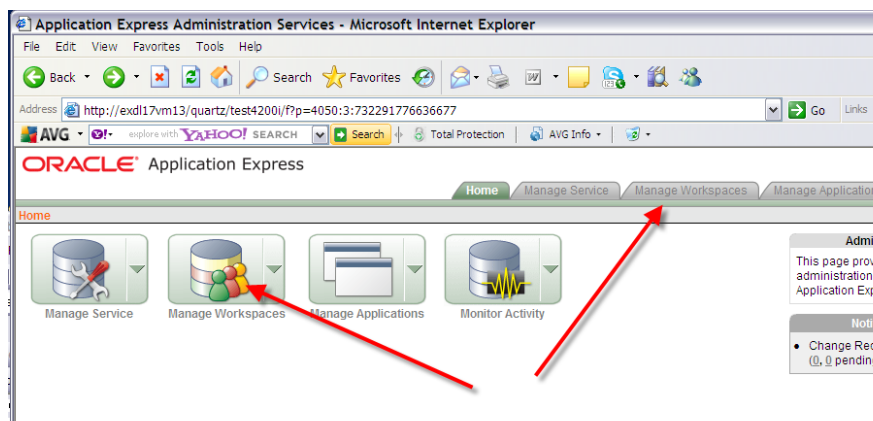 Application Express Administration Services - Microsoft Internet Explorer
File Edit View Favorites Tools Help
Back Search Favorites
Address http://exdl17vm13/quartz/test4200i/f?p=4050:3:732291776636677 Go Links
AVG Y! explore with YAHOO! SEARCH Search Total Protection AVG Info
ORACLE Application Express
Home Manage Service Manage Workspaces Manage Application
Home
Manage Service Manage Workspaces Manage Applications Monitor Activity
Admi
This page prov
administration
Application Exp
Noti
Change Rec
(0, 0 pendin